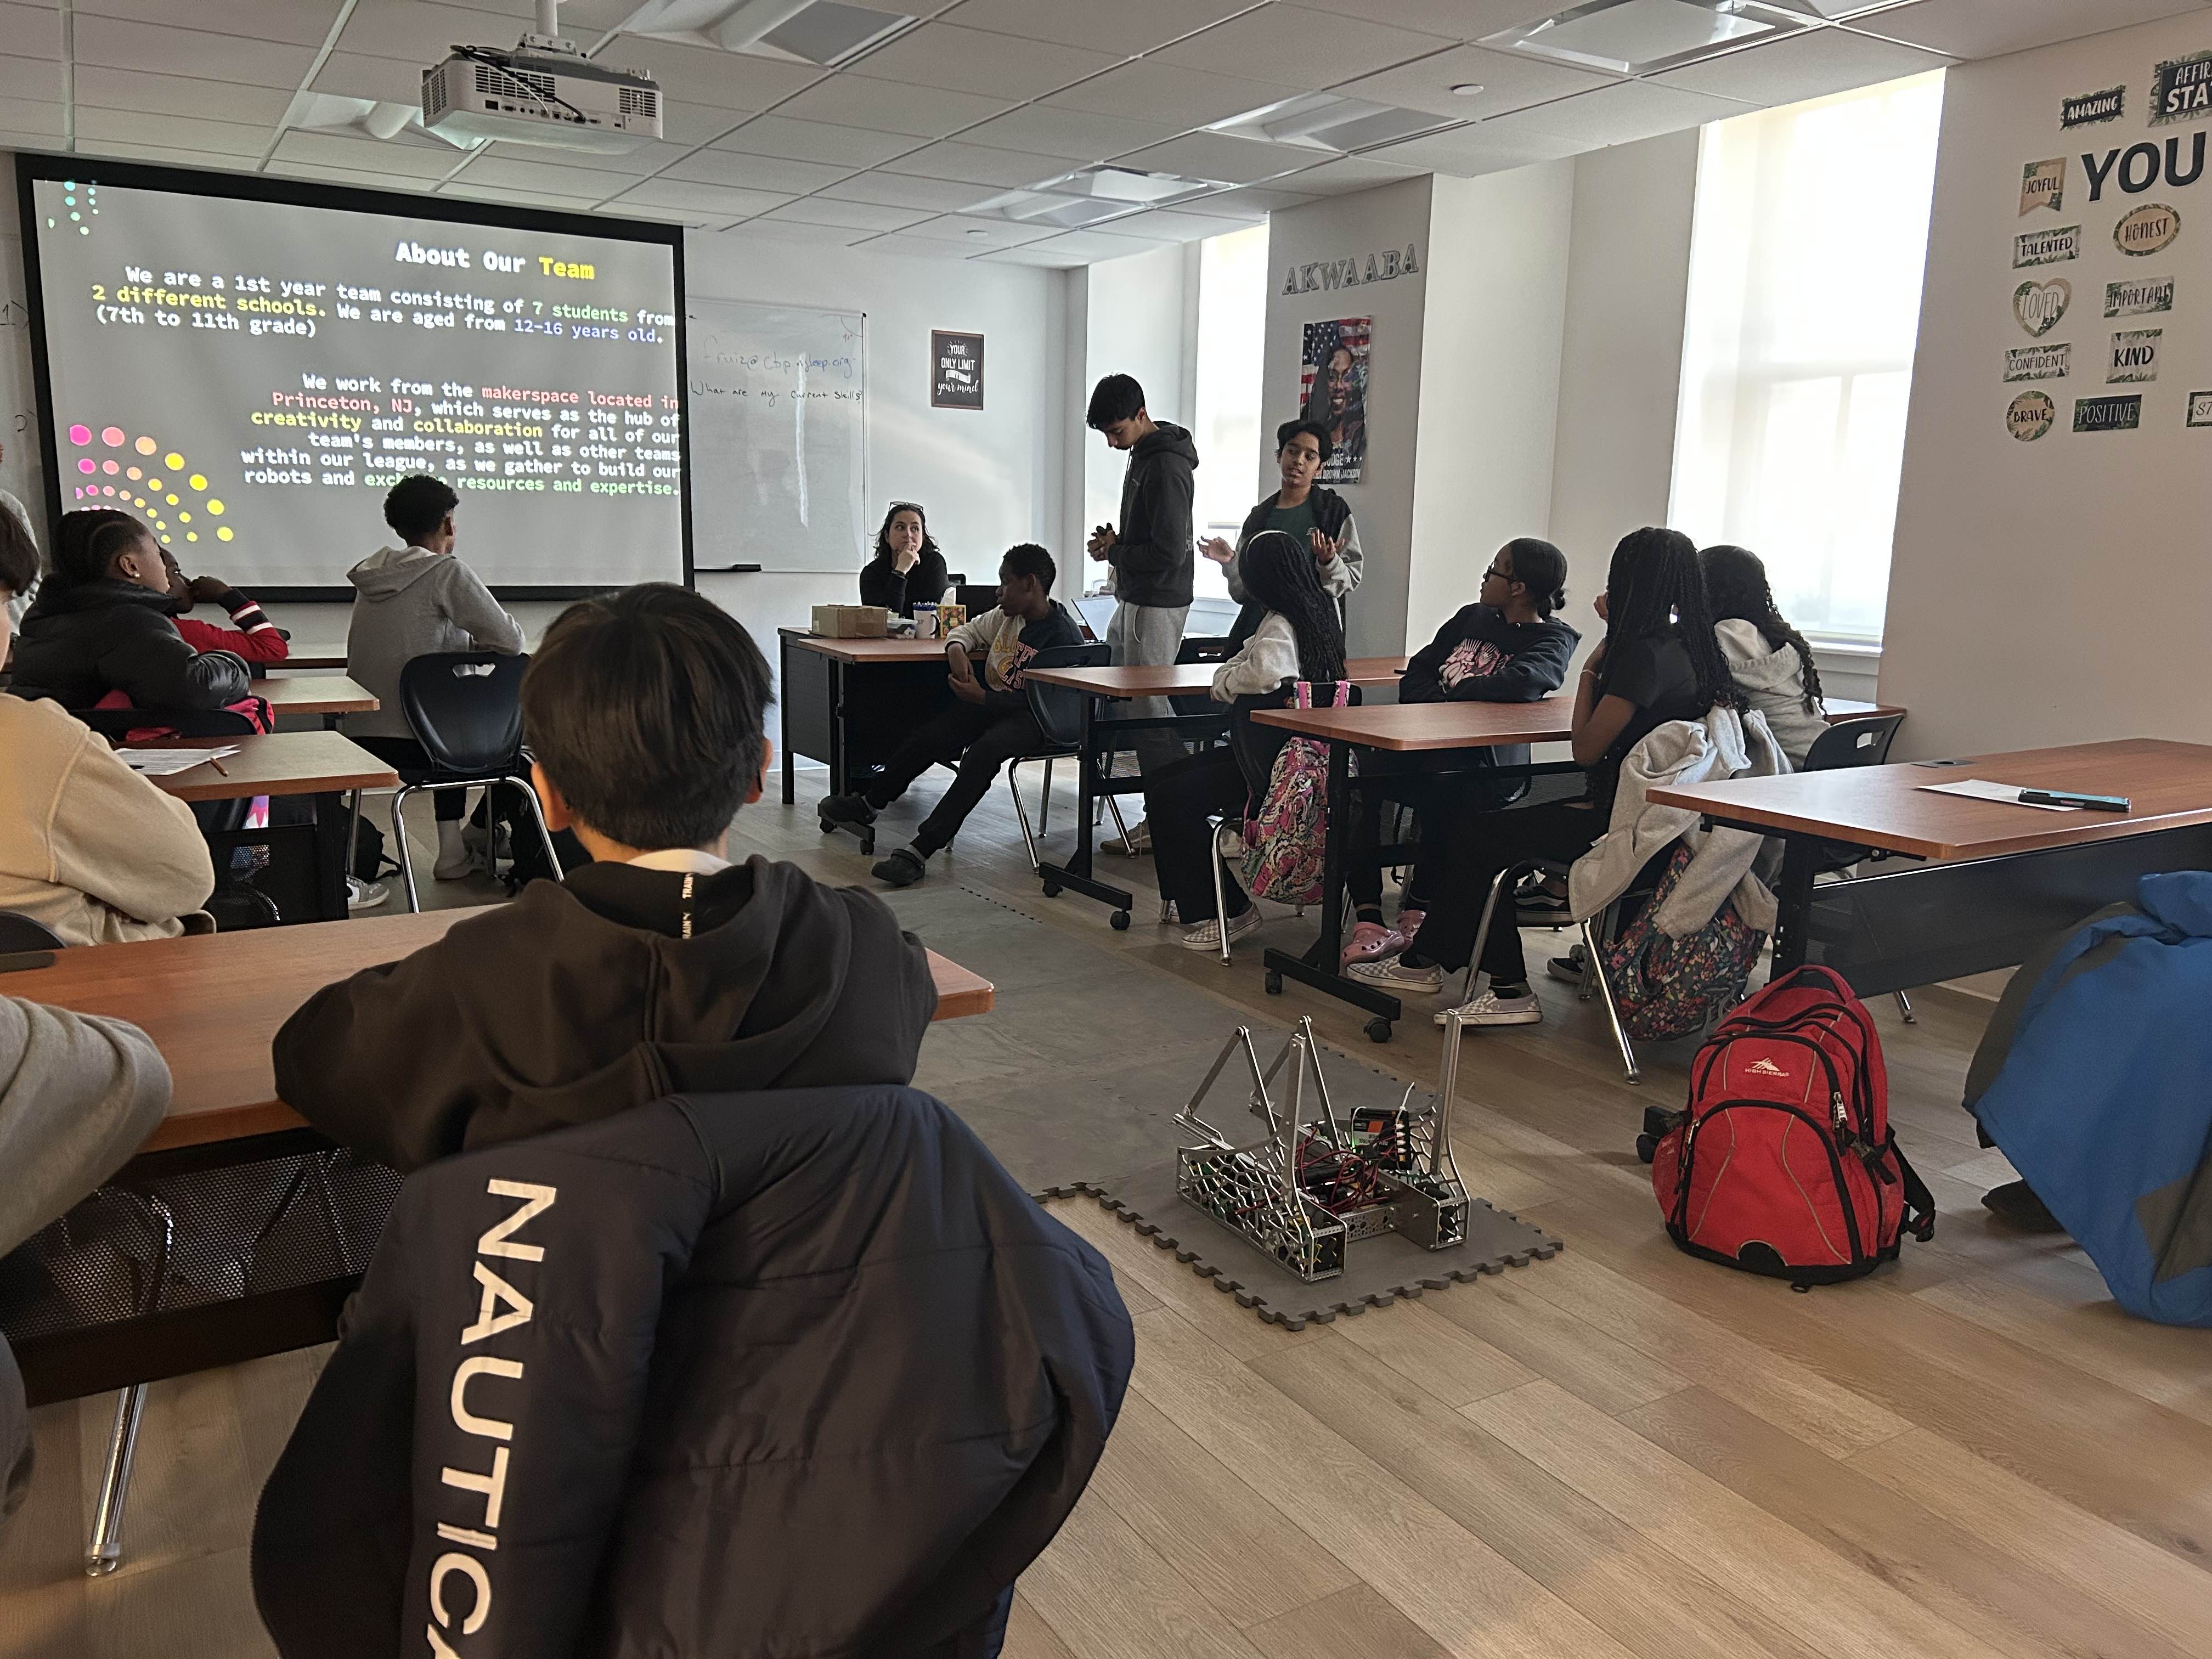 About Our Team
We are a 1st year team consisting of 7 students from
2 different schools. We are aged from 12-16 years old.
(7th to 11th grade)
We work from the makerspace located in
Princeton, NJ, which serves as the hub of
creativity and collaboration for all of our
team's members, as well as other teams
within our league, as we gather to build our
robots and resources and expertise.
What are my current skills
YOUR
ONLY LIMIT
your mind
AKWAABA
BROWN JACKSON
AMAZING
YOU
JOYFUL
HONEST
TALENTED
LOVED
IMPORTANT
CONFIDENT
KIND
BRAVE
POSITIVE
HIGH SIERRA
NAUTICA